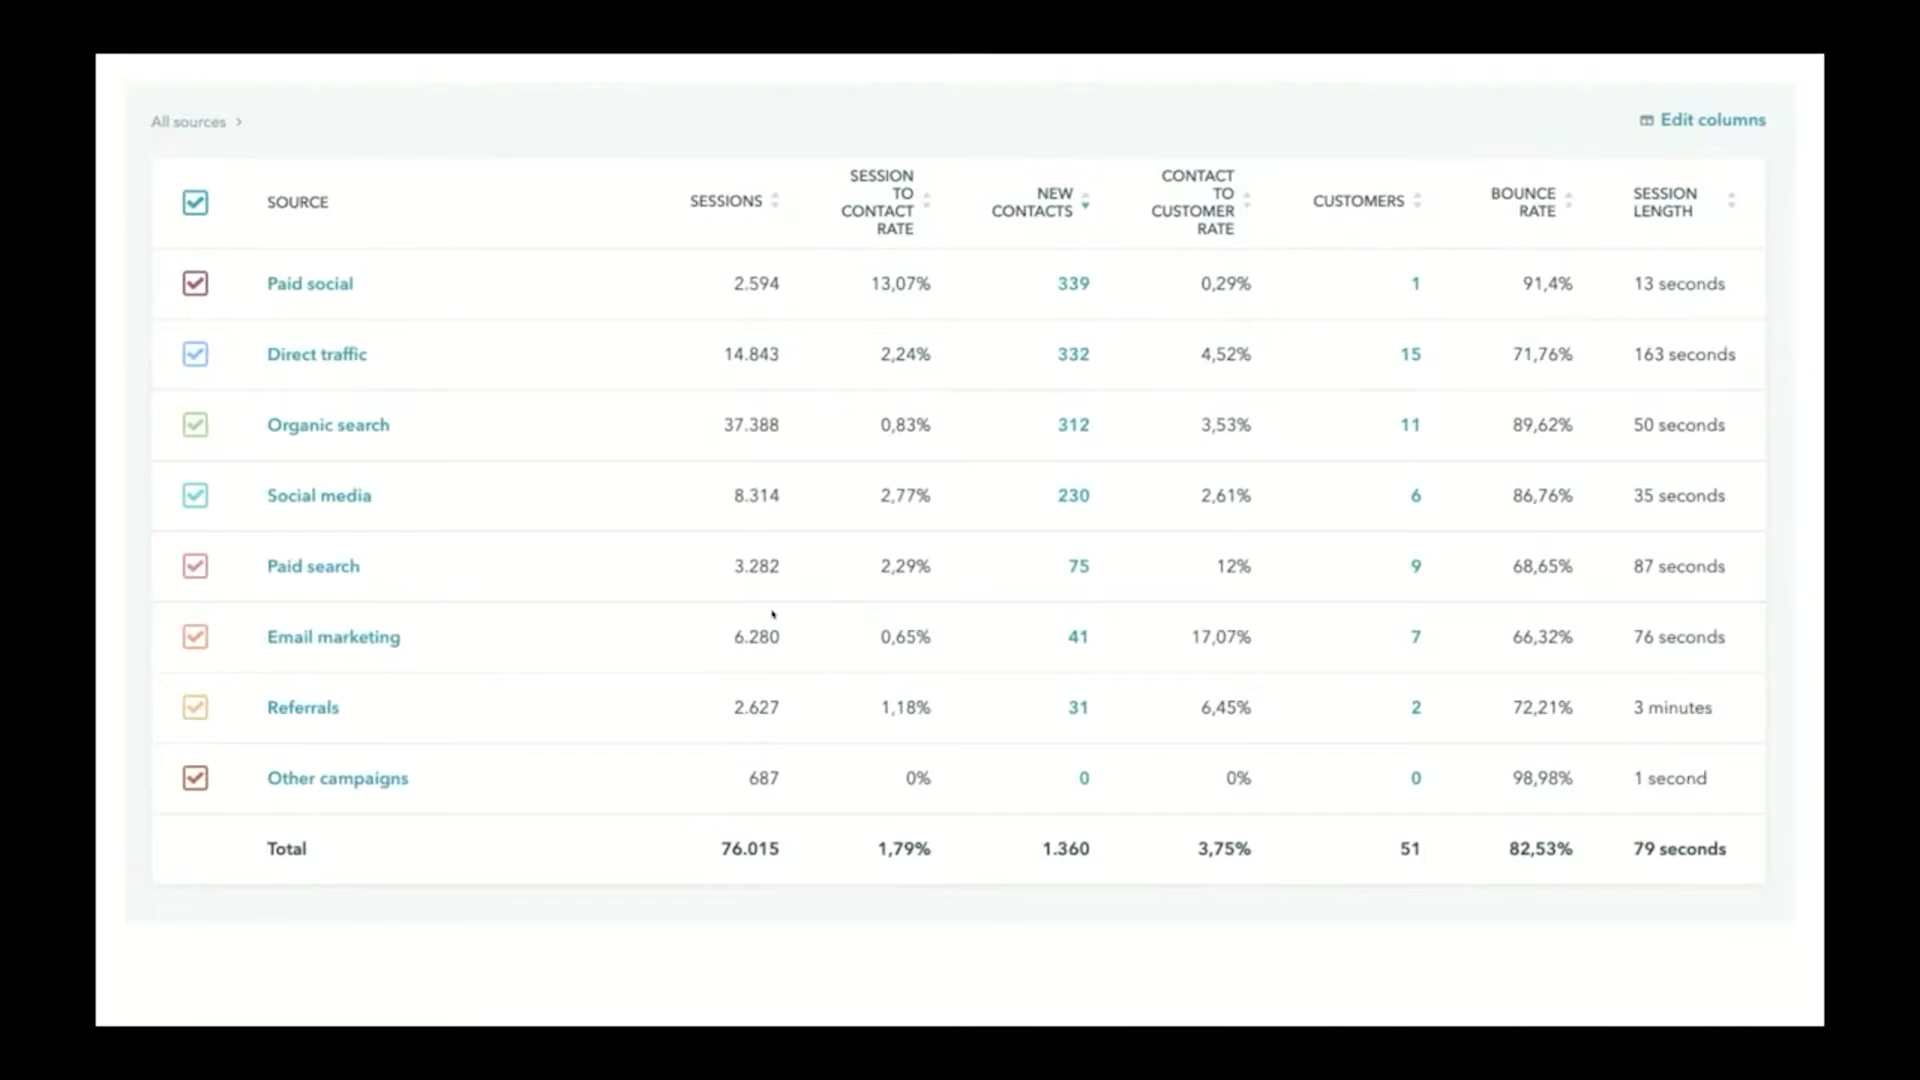 All sources >
Edit columns
SOURCE SESSIONS SESSION TO CONTACT RATE NEW CONTACTS CONTACT TO CUSTOMER RATE CUSTOMERS BOUNCE RATE SESSION LENGTH
Paid social 2.594 13,07% 339 0,29% 1 91,4% 13 seconds
Direct traffic 14.843 2,24% 332 4,52% 15 71,76% 163 seconds
Organic search 37.388 0,83% 312 3,53% 11 89,62% 50 seconds
Social media 8.314 2,77% 230 2,61% 6 86,76% 35 seconds
Paid search 3.282 2,29% 75 12% 9 68,65% 87 seconds
Email marketing 6.280 0,65% 41 17,07% 7 66,32% 76 seconds
Referrals 2.627 1,18% 31 6,45% 2 72,21% 3 minutes
Other campaigns 687 0% 0 0% 0 98,98% 1 second
Total 76.015 1,79% 1.360 3,75% 51 82,53% 79 seconds